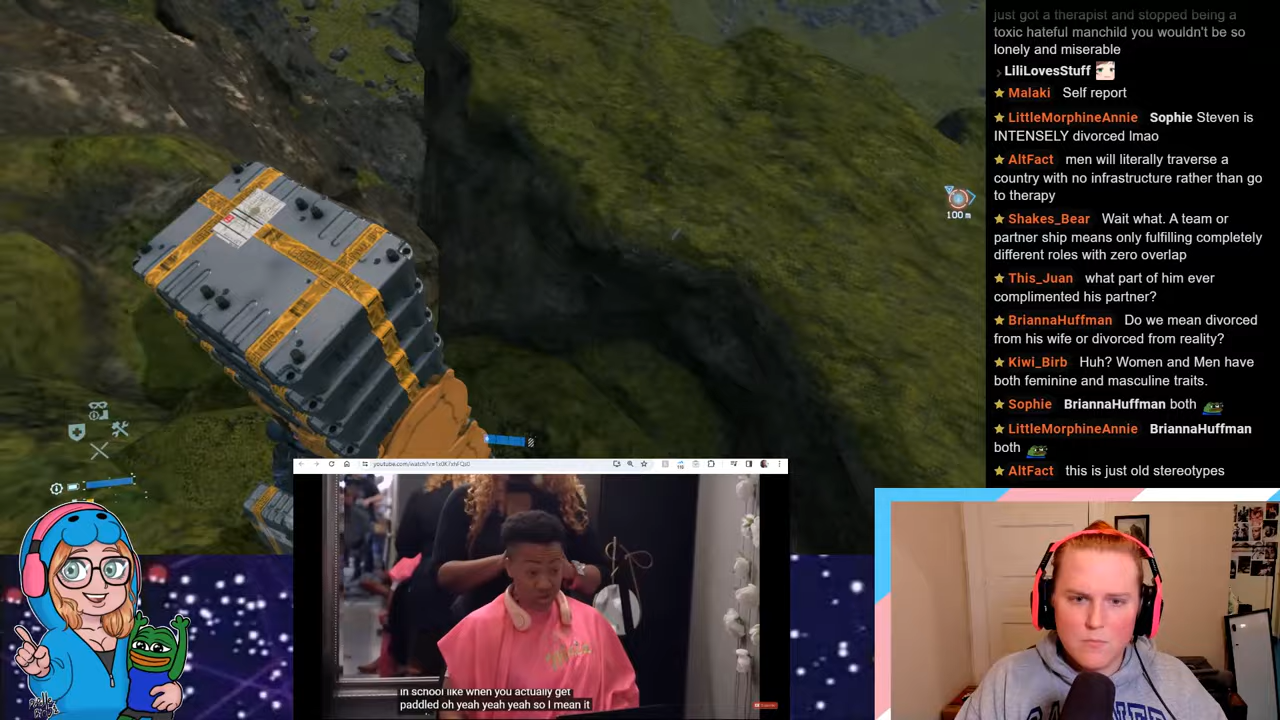 just got a therapist and stopped being a
toxic hateful manchild you wouldn't be so
lonely and miserable
LiliLovesStuff
Malaki Self report
LittleMorphineAnnie Sophie Steven is
INTENSELY divorced lmao
AltFact men will literally traverse a
country with no infrastructure rather than go
to therapy
100 m
Shakes_Bear Wait what. A team or
partner ship means only fulfilling completely
different roles with zero overlap
This_Juan what part of him ever
complimented his partner?
BriannaHuffman Do we mean divorced
from his wife or divorced from reality?
Kiwi_Birb Huh? Women and Men have
both feminine and masculine traits.
Sophie BriannaHuffman both
LittleMorphineAnnie BriannaHuffman
both
AltFact this is just old stereotypes
in school like when you actually get
paddled oh yeah yeah yeah so I mean it